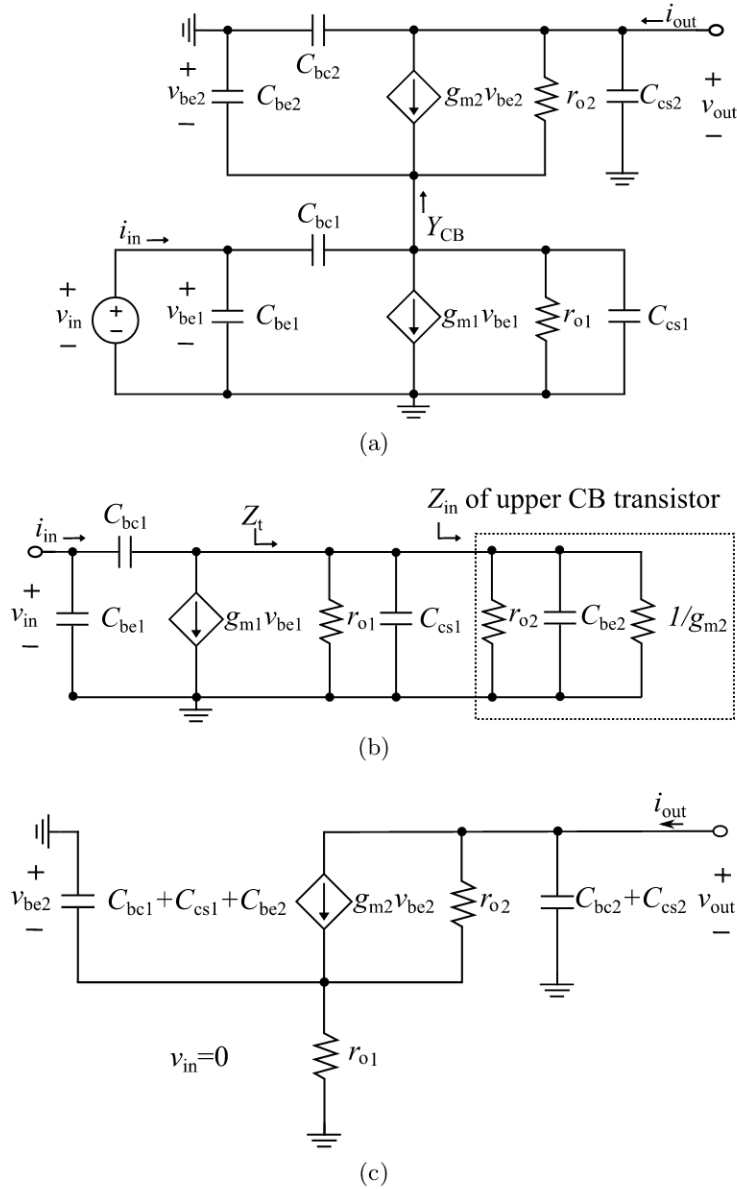 i_out
C_bc2
+
v_be2
−
C_be2
g_m2 v_be2
r_o2
C_cs2
+
v_out
−
C_bc1
Y_CB
i_in
+
v_in
−
+
−
+
v_be1
−
C_be1
g_m1 v_be1
r_o1
C_cs1
(a)
i_in
C_bc1
Z_t
Z_in of upper CB transistor
+
v_in
−
C_be1
g_m1 v_be1
r_o1
C_cs1
r_o2
C_be2
1/g_m2
(b)
i_out
+
v_be2
−
C_bc1+C_cs1+C_be2
g_m2 v_be2
r_o2
C_bc2+C_cs2
+
v_out
−
v_in=0
r_o1
(c)